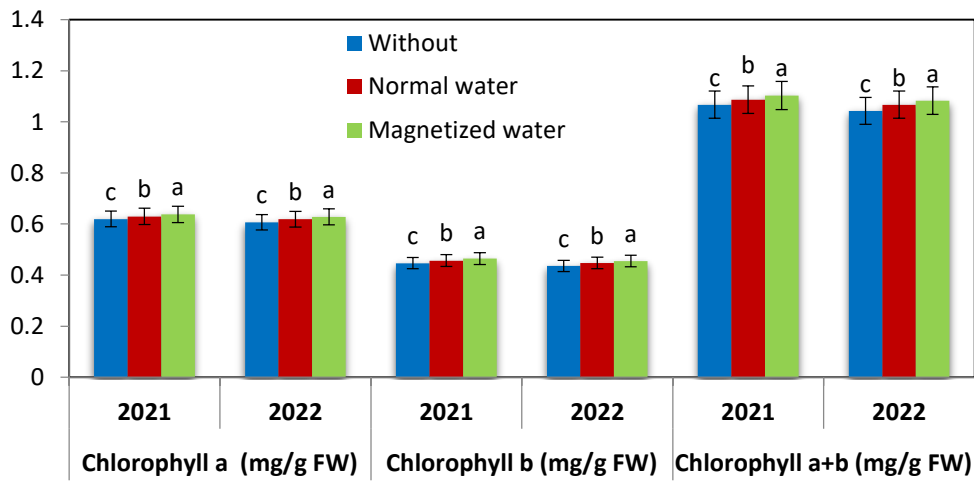 1.4
1.2
1
0.8
0.6
0.4
0.2
0
Without
Normal water
Magnetized water
c b a
c b a
c b a
c b a
c b a
c b a
2021 2022 2021 2022 2021 2022
Chlorophyll a (mg/g FW) Chlorophyll b (mg/g FW) Chlorophyll a+b (mg/g FW)